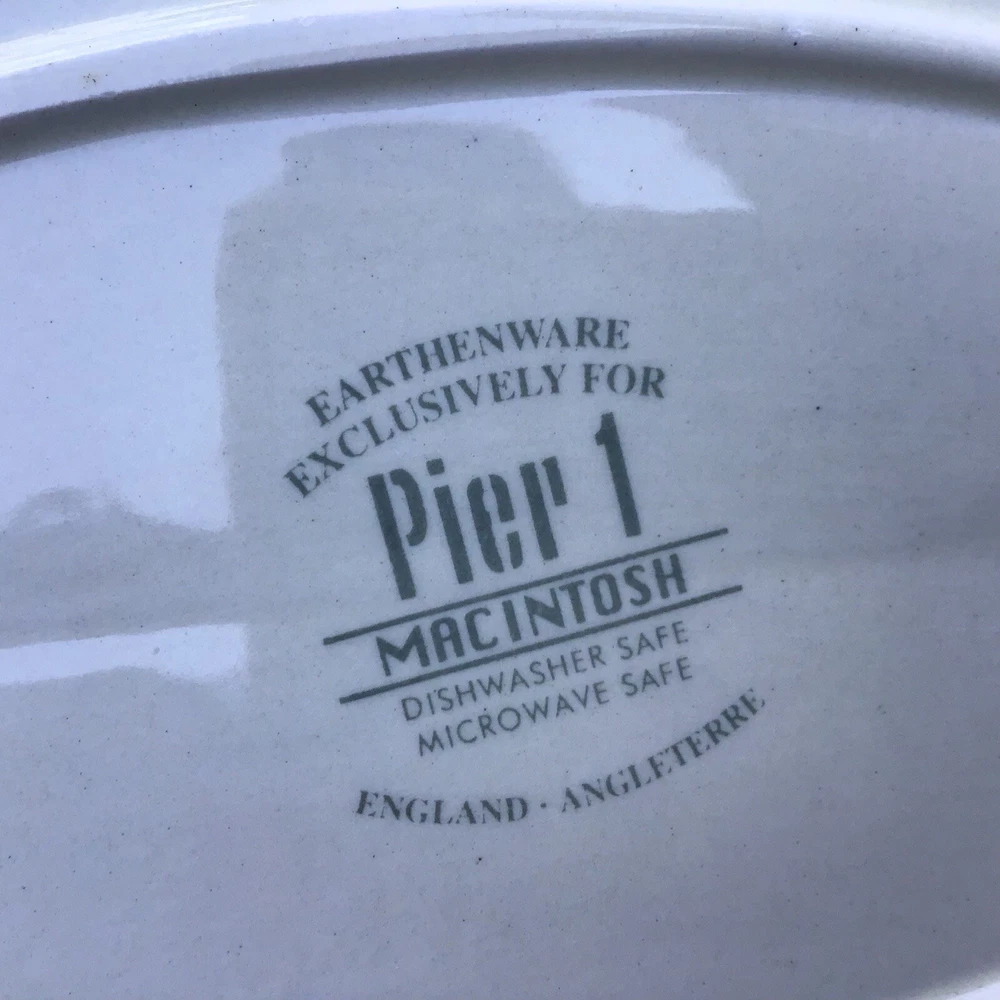 EARTHENWARE
EXCLUSIVELY FOR
Pier 1
MACINTOSH
DISHWASHER SAFE
MICROWAVE SAFE
ENGLAND · ANGLETERRE